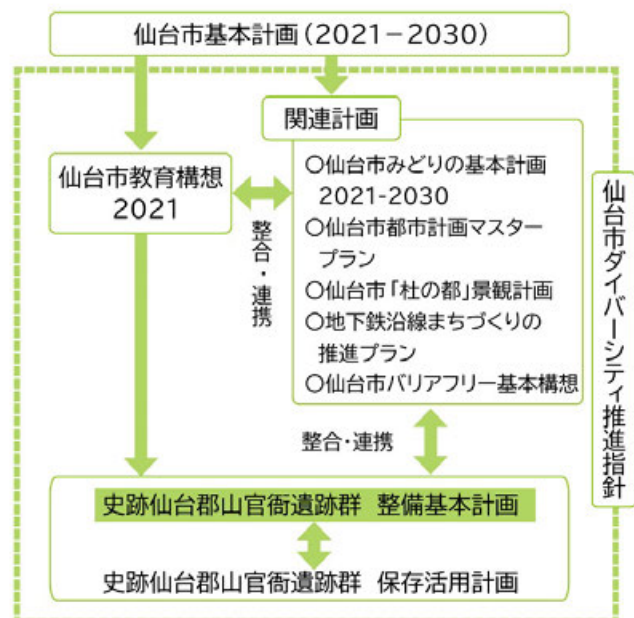 仙台市基本計画(2021-2030)
関連計画
仙台市教育構想
2021
整合・連携
○仙台市みどりの基本計画
2021-2030
○仙台市都市計画マスター
プラン
○仙台市「杜の都」景観計画
○地下鉄沿線まちづくりの
推進プラン
○仙台市バリアフリー基本構想
仙台市ダイバーシティ推進指針
整合・連携
史跡仙台郡山官衙遺跡群 整備基本計画
史跡仙台郡山官衙遺跡群 保存活用計画